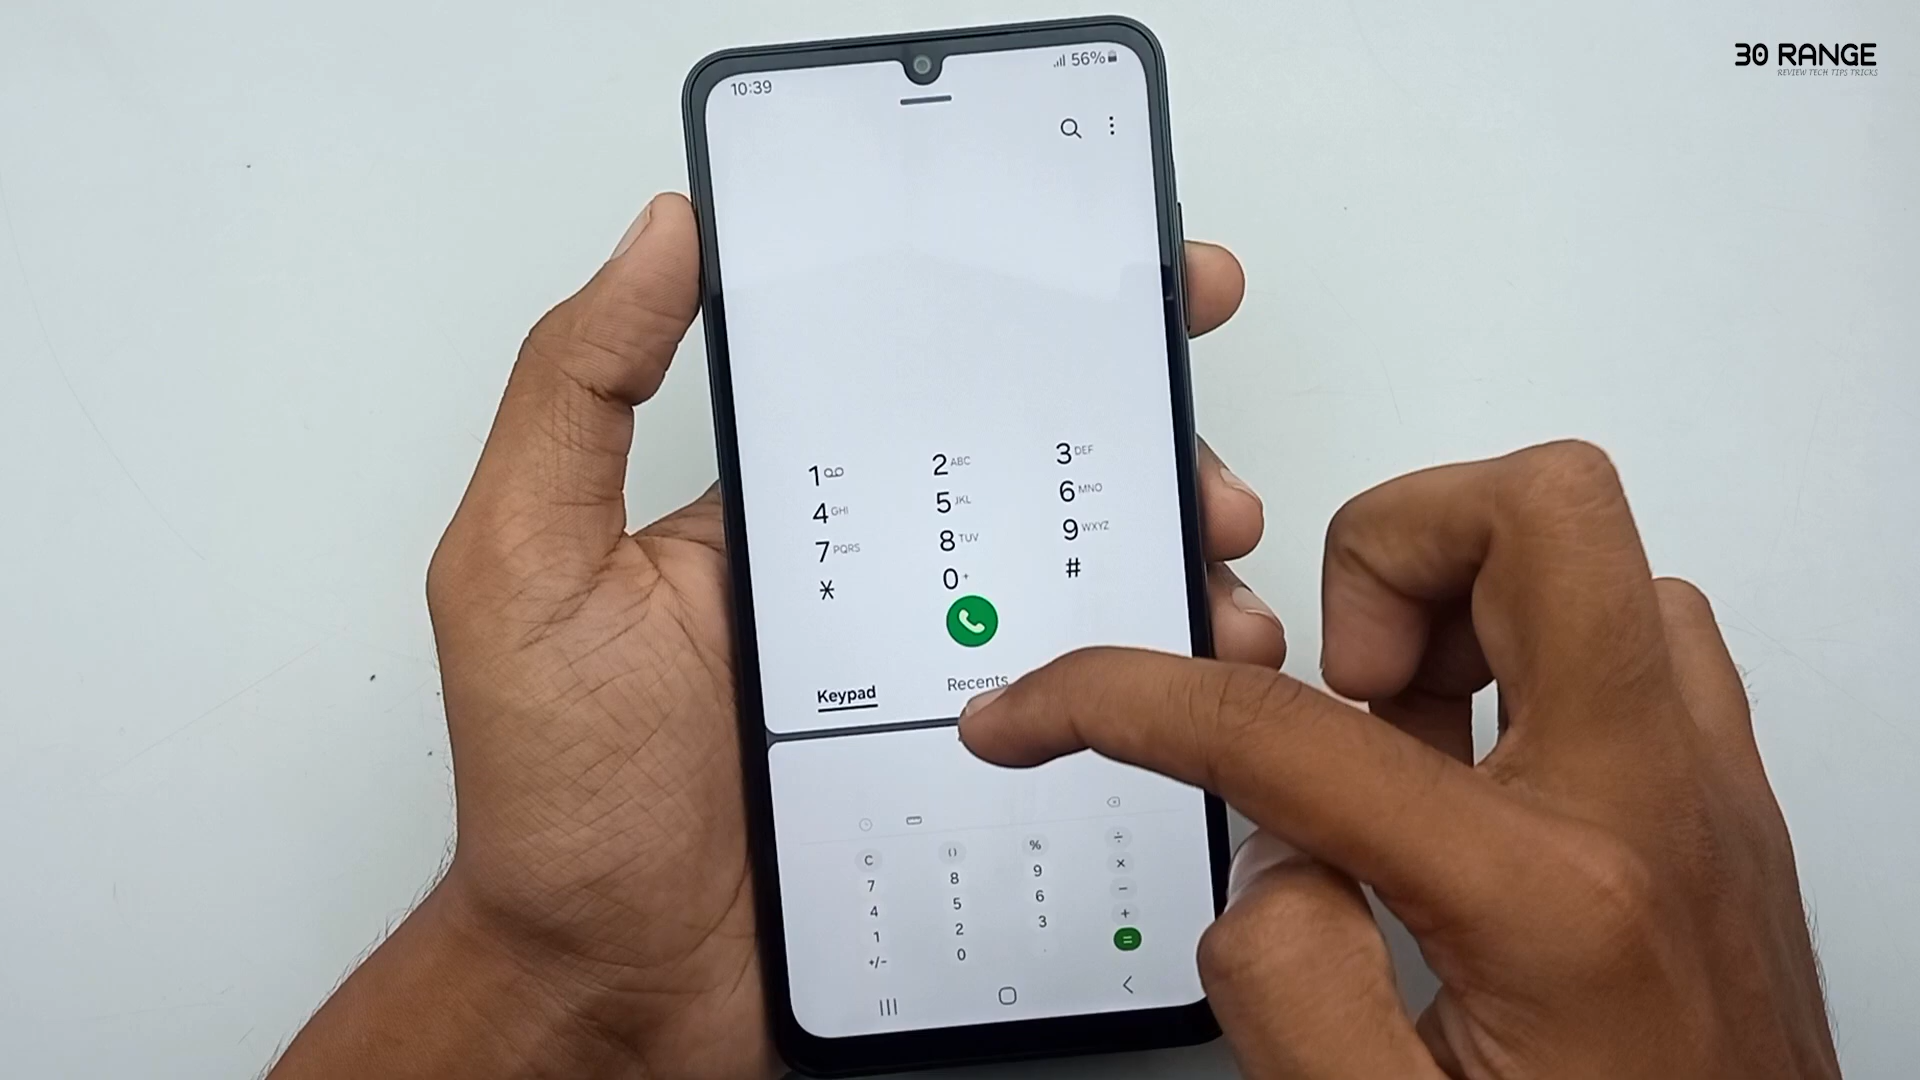 30 RANGE
REVIEW TECH TIPS TRICKS
10:39 56%
1 2 ABC 3 DEF
4 GHI 5 JKL 6 MNO
7 PQRS 8 TUV 9 WXYZ
* 0 + #
Keypad Recents
C () % ÷
7 8 9 ×
4 5 6 −
1 2 3 +
+/− 0 . =